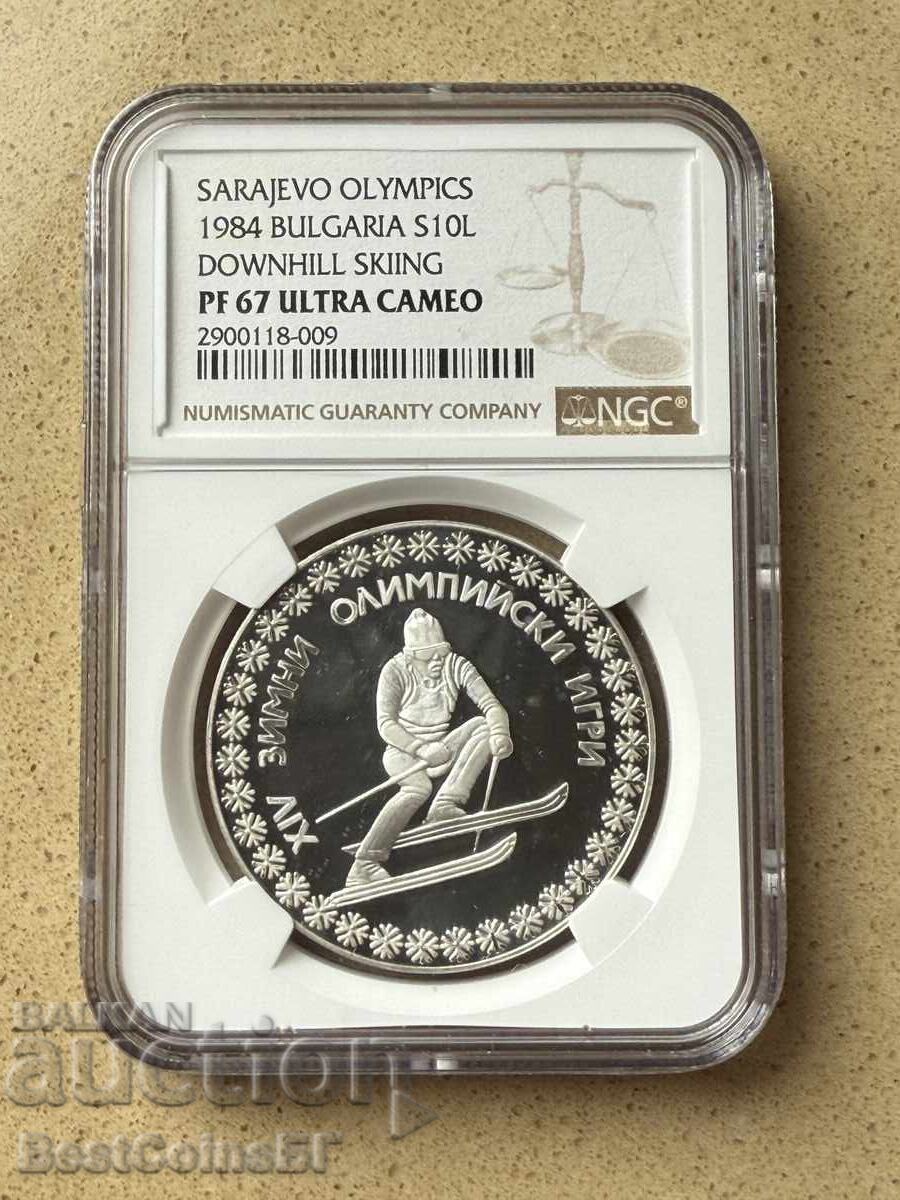 SARAJEVO OLYMPICS
1984 BULGARIA S10L
DOWNHILL SKIING
PF 67 ULTRA CAMEO
2900118-009
NUMISMATIC GUARANTY COMPANY NGC®
XIV ЗИМНИ ОЛИМПИЙСКИ ИГРИ
BALKAN
auction
BestCoinsБГ